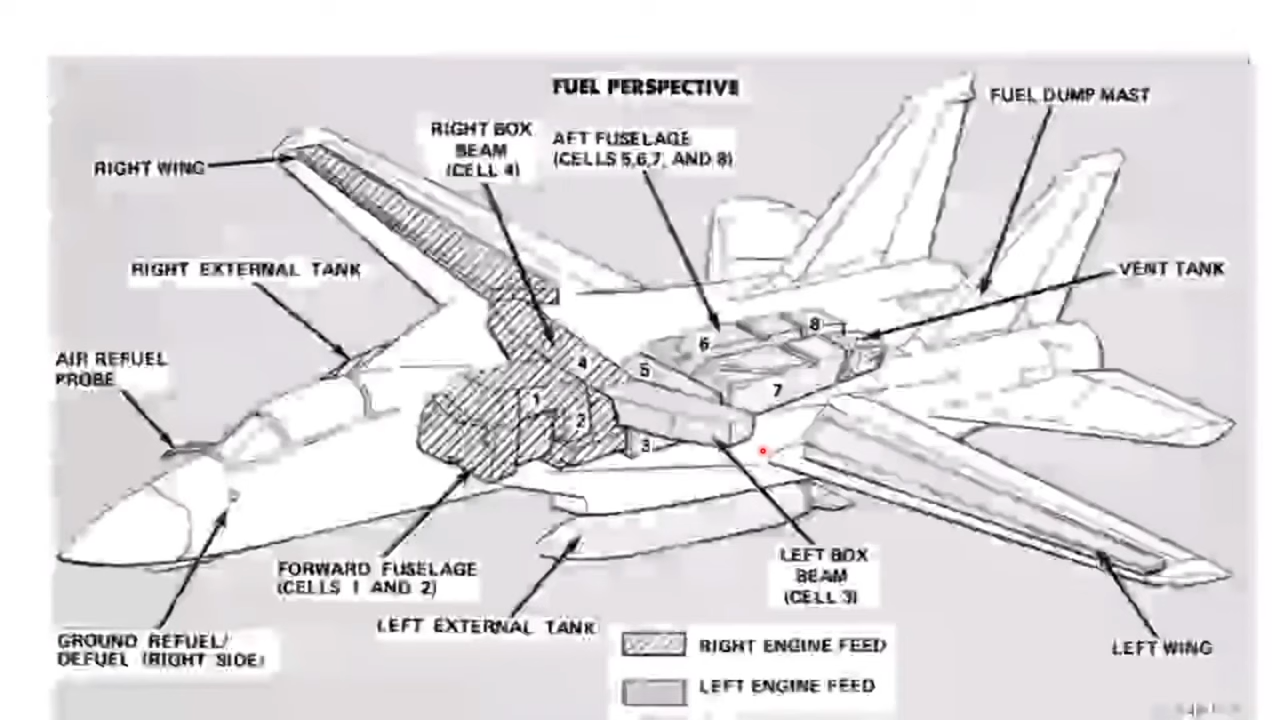 FUEL PERSPECTIVE
RIGHT WING
RIGHT BOX
BEAM
(CELL 4)
AFT FUSELAGE
(CELLS 5,6,7, AND 8)
FUEL DUMP MAST
RIGHT EXTERNAL TANK
VENT TANK
AIR REFUEL
PROBE
8
6
4
5
7
1
2
3
FORWARD FUSELAGE
(CELLS 1 AND 2)
LEFT BOX
BEAM
(CELL 3)
LEFT EXTERNAL TANK
GROUND REFUEL/
DEFUEL (RIGHT SIDE)
LEFT WING
RIGHT ENGINE FEED
LEFT ENGINE FEED